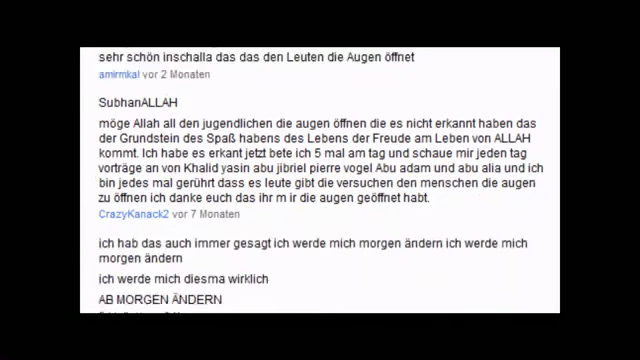 sehr schön inschalla das das den Leuten die Augen öffnet
amirmkal vor 2 Monaten
SubhanALLAH
möge Allah all den jugendlichen die augen öffnen die es nicht erkannt haben das
der Grundstein des Spaß habens des Lebens der Freude am Leben von ALLAH
kommt. Ich habe es erkant jetzt bete ich 5 mal am tag und schaue mir jeden tag
vorträge an von Khalid yasin abu jibriel pierre vogel Abu adam und abu alia und ich
bin jedes mal gerührt dass es leute gibt die versuchen den menschen die augen
zu öffnen ich danke euch das ihr m ir die augen geöffnet habt.
CrazyKanack2 vor 7 Monaten
ich hab das auch immer gesagt ich werde mich morgen ändern ich werde mich
morgen ändern
ich werde mich diesma wirklich
AB MORGEN ÄNDERN